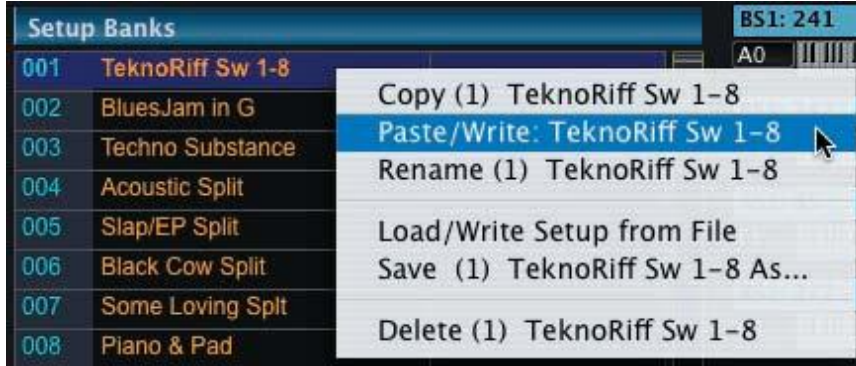 Setup Banks
001 TeknoRiff Sw 1-8
002 BluesJam in G
003 Techno Substance
004 Acoustic Split
005 Slap/EP Split
006 Black Cow Split
007 Some Loving Splt
008 Piano & Pad
Copy (1) TeknoRiff Sw 1-8
Paste/Write: TeknoRiff Sw 1-8
Rename (1) TeknoRiff Sw 1-8
Load/Write Setup from File
Save (1) TeknoRiff Sw 1-8 As...
Delete (1) TeknoRiff Sw 1-8
BS1: 241
A0